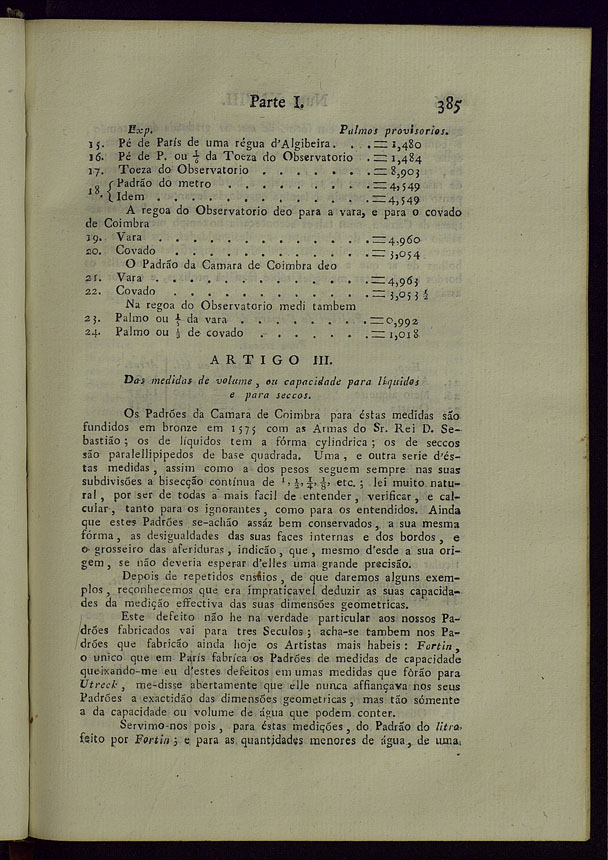 Parte I. 385
Exp. Palmos provisorios.
15. Pé de París de uma régua d'Algibeira. . . = 1,480
16. Pé de P. ou 1/6 da Toeza do Observatorio . = 1,484
17. Toeza do Observatorio . . . . . . . = 8,903
18. { Padrão do metro . . . . . . . . . = 4,549
{ Idem . . . . . . . . . . . . . = 4,549
A regoa do Observatorio deo para a vara, e para o covado
de Coimbra
19. Vara . . . . . . . . . . . . . = 4,960
20. Covado . . . . . . . . . . . . = 3,054
O Padrão da Camara de Coimbra deo
21. Vara . . . . . . . . . . . . . = 4,963
22. Covado . . . . . . . . . . . . = 3,053 1/2
Na regoa do Observatorio medi tambem
23. Palmo ou 1/5 da vara . . . . . . . . = 0,992
24. Palmo ou 1/3 de covado . . . . . . . = 1,018
ARTIGO III.
Das medidas de volume, ou capacidade para líquidos
e para seccos.
Os Padrões da Camara de Coimbra para éstas medidas são
fundidos em bronze em 1575 com as Armas do Sr. Rei D. Se-
bastião; os de líquidos tem a fórma cylindrica; os de seccos
são paralellipipedos de base quadrada. Uma, e outra serie d'és-
tas medidas, assim como a dos pesos seguem sempre nas suas
subdivisões a bisecção contínua de 1, 1/2, 1/4, 1/8, etc.; lei muito natu-
ral, por ser de todas a mais facil de entender, verificar, e cal-
cular, tanto para os ignorantes, como para os entendidos. Ainda
que estes Padrões se-achão assáz bem conservados, a sua mesma
fórma, as desigualdades das suas faces internas e dos bordos, e
o grosseiro das aferiduras, indicão, que, mesmo d'esde a sua ori-
gem, se não deveria esperar d'elles uma grande precisão.
Depois de repetidos ensaios, de que daremos alguns exem-
plos, reconhecemos que era impraticavel deduzir as suas capacida-
des da medição effectiva das suas dimensões geometricas.
Este defeito não he na verdade particular aos nossos Pa-
drões fabricados vai para tres Seculos; acha-se tambem nos Pa-
drões que fabricão ainda hoje os Artistas mais habeis: Fortin,
o unico que em París fabríca os Padrões de medidas de capacidade
queixando-me eu d'estes defeitos em umas medidas que fôrão para
Utreck, me-disse abertamente que elle nunca affiançava nos seus
Padrões a exactidão das dimensões geometricas, mas tão sómente
a da capacidade ou volume de água que podem conter.
Servimo-nos pois, para éstas medições, do Padrão do litro
feito por Fortin; e para as quantidades menores de água, de uma